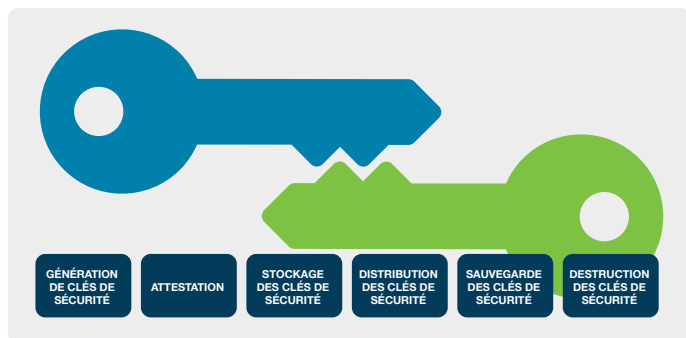 GÉNÉRATION
DE CLÉS DE
SÉCURITÉ
ATTESTATION
STOCKAGE
DES CLÉS DE
SÉCURITÉ
DISTRIBUTION
DES CLÉS DE
SÉCURITÉ
SAUVEGARDE
DES CLÉS DE
SÉCURITÉ
DESTRUCTION
DES CLÉS DE
SÉCURITÉ